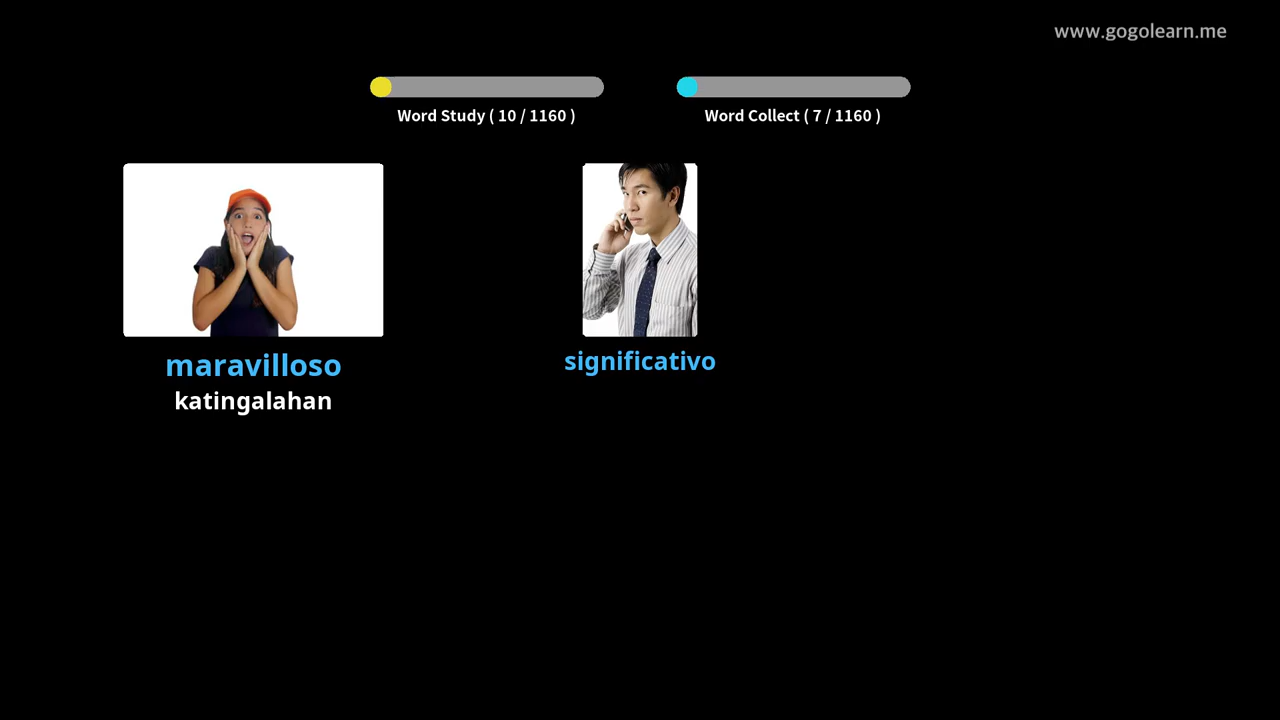 www.gogolearn.me
Word Study ( 10 / 1160 )
Word Collect ( 7 / 1160 )
maravilloso
katingalahan
significativo